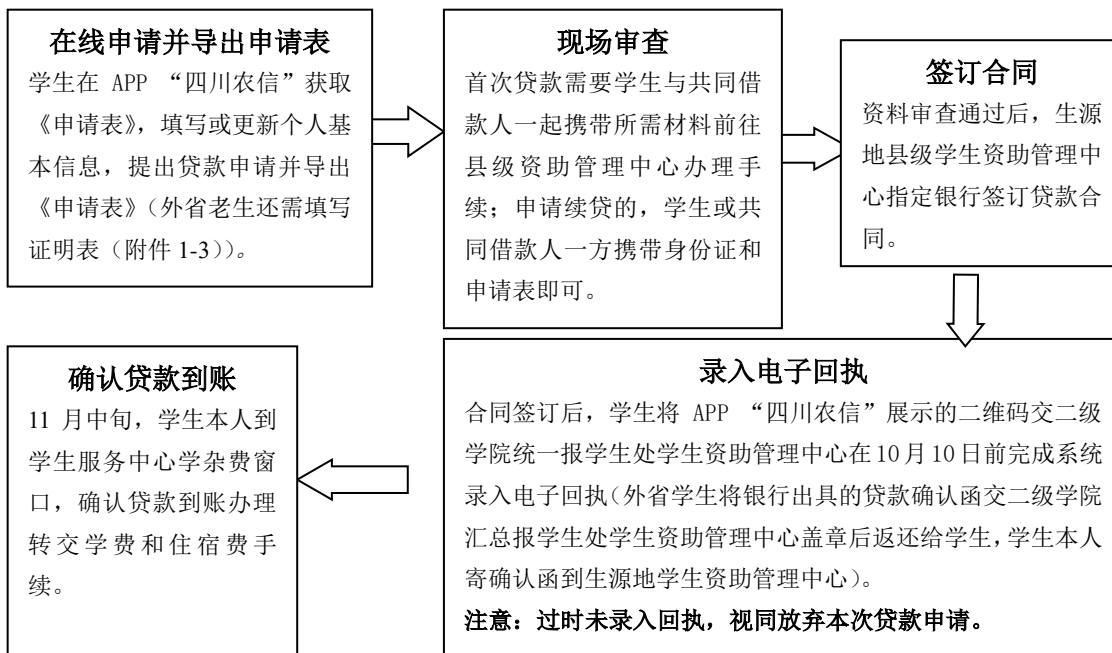 在线申请并导出申请表
学生在 APP “四川农信”获取
《申请表》，填写或更新个人基
本信息，提出贷款申请并导出
《申请表》（外省老生还需填写
证明表（附件 1-3））。
现场审查
首次贷款需要学生与共同借
款人一起携带所需材料前往
县级资助管理中心办理手
续；申请续贷的，学生或共
同借款人一方携带身份证和
申请表即可。
签订合同
资料审查通过后，生源
地县级学生资助管理中
心指定银行签订贷款合
同。
录入电子回执
合同签订后，学生将 APP “四川农信”展示的二维码交二级
学院统一报学生处学生资助管理中心在 10 月 10 日前完成系统
录入电子回执（外省学生将银行出具的贷款确认函交二级学院
汇总报学生处学生资助管理中心盖章后返还给学生，学生本人
寄确认函到生源地学生资助管理中心）。
注意：过时未录入回执，视同放弃本次贷款申请。
确认贷款到账
11 月中旬，学生本人到
学生服务中心学杂费窗
口，确认贷款到账办理
转交学费和住宿费手
续。